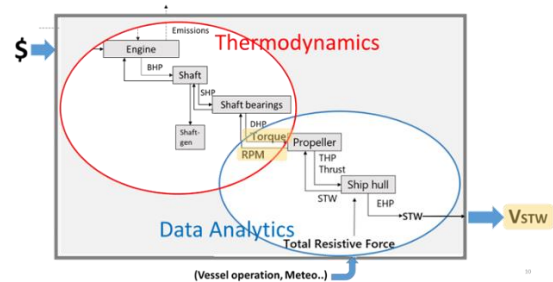 Emissions
Thermodynamics
$
Engine
BHP
Shaft
SHP
Shaft bearings
Shaft-
gen
DHP
Torque
RPM
Propeller
THP
Thrust
Ship hull
STW
EHP
STW
VSTW
Data Analytics
Total Resistive Force
(Vessel operation, Meteo..)